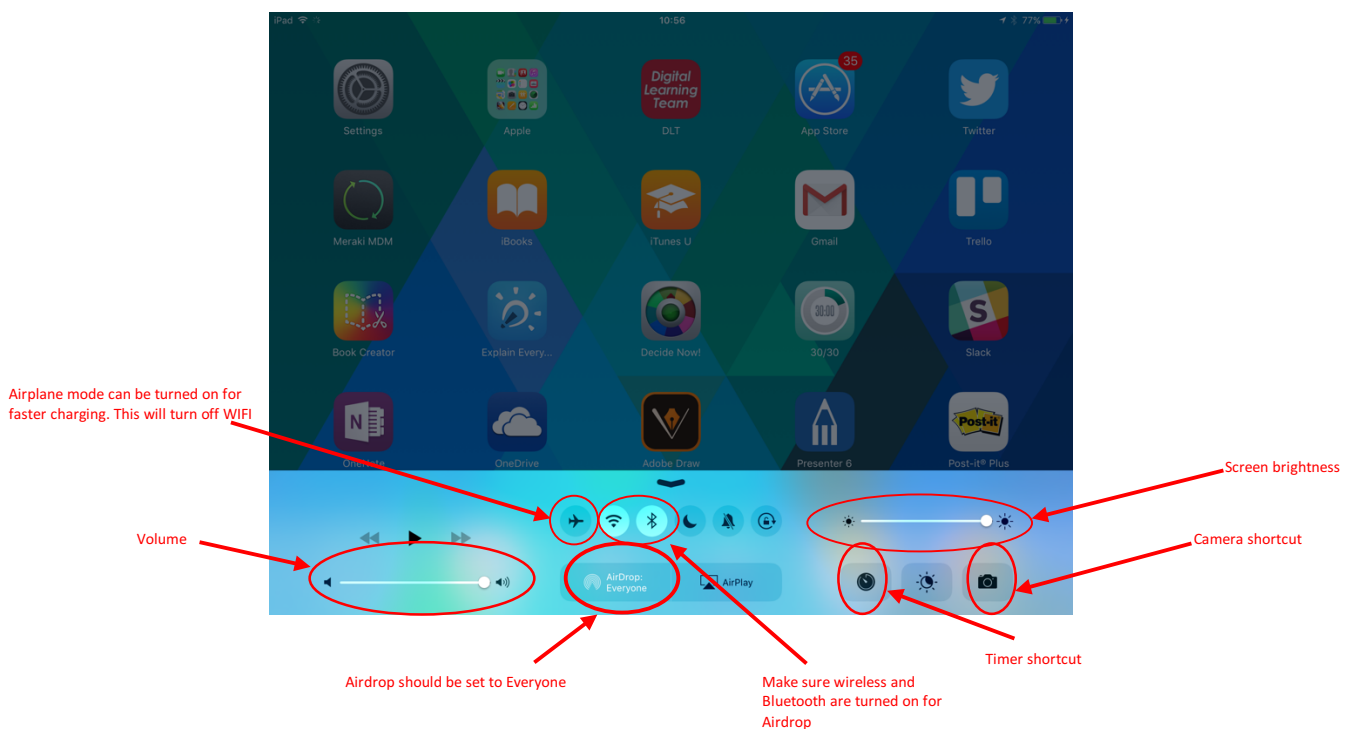 iPad
10:56
77%
35
Digital
Learning
Team
Settings
Apple
DLT
App Store
Twitter
Meraki MDM
iBooks
iTunes U
Gmail
Trello
30:00
S
Book Creator
Explain Every...
Decide Now!
30/30
Slack
N
Post-it
OneNote
OneDrive
Adobe Draw
Presenter 6
Post-it® Plus
Airplane mode can be turned on for
faster charging. This will turn off WIFI
Screen brightness
Volume
Camera shortcut
AirDrop:
Everyone
AirPlay
Timer shortcut
Airdrop should be set to Everyone
Make sure wireless and
Bluetooth are turned on for
Airdrop